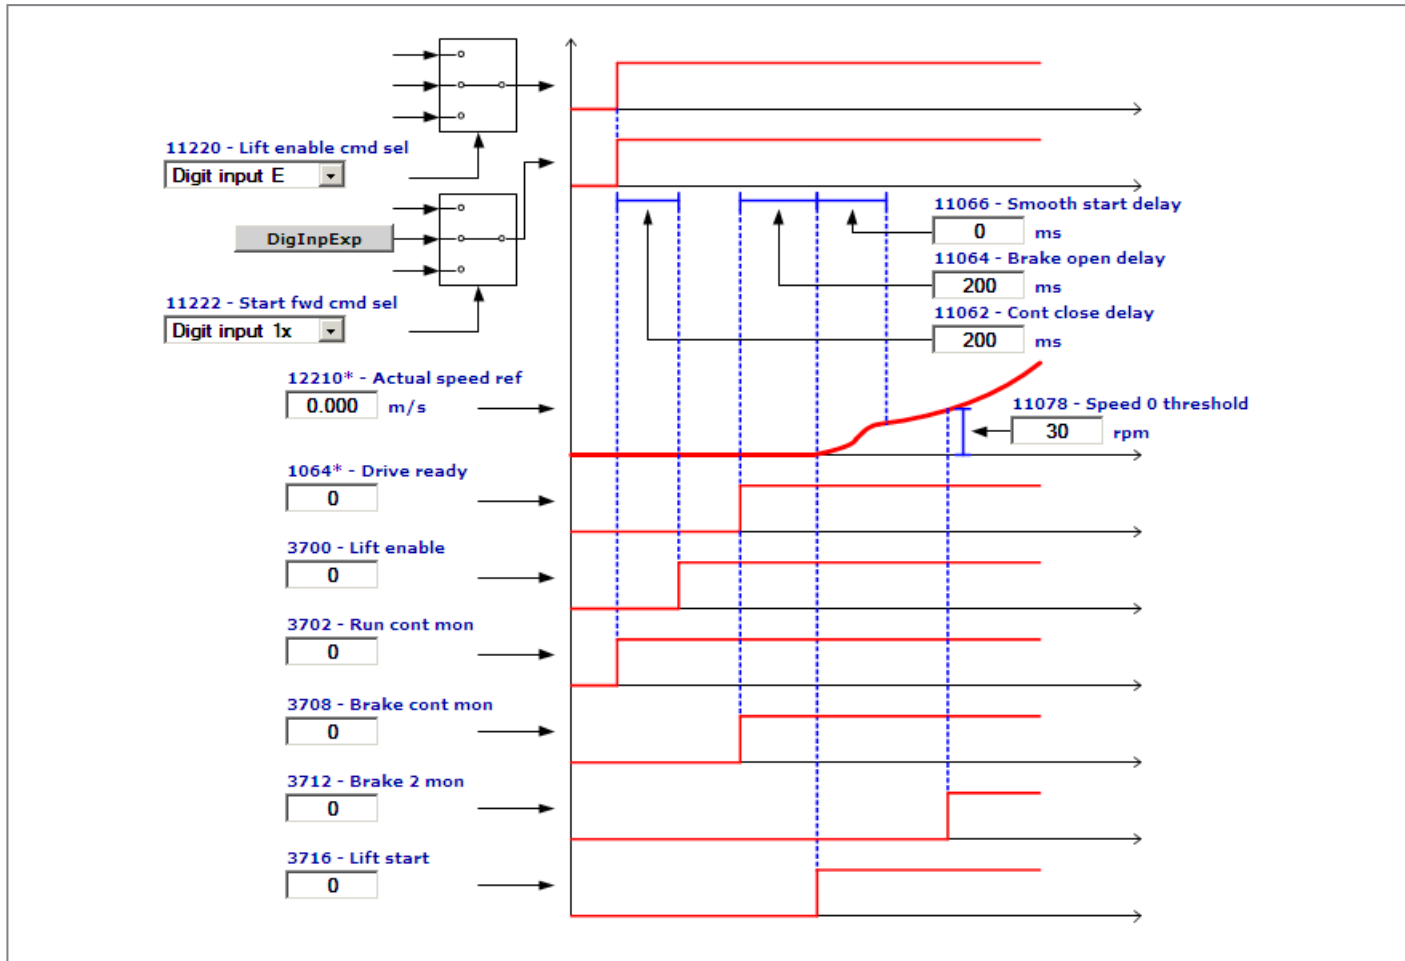 11220 - Lift enable cmd sel
Digit input E
DigInpExp
11222 - Start fwd cmd sel
Digit input 1x
11066 - Smooth start delay
0 ms
11064 - Brake open delay
200 ms
11062 - Cont close delay
200 ms
12210* - Actual speed ref
0.000 m/s
11078 - Speed 0 threshold
30 rpm
1064* - Drive ready
0
3700 - Lift enable
0
3702 - Run cont mon
0
3708 - Brake cont mon
0
3712 - Brake 2 mon
0
3716 - Lift start
0